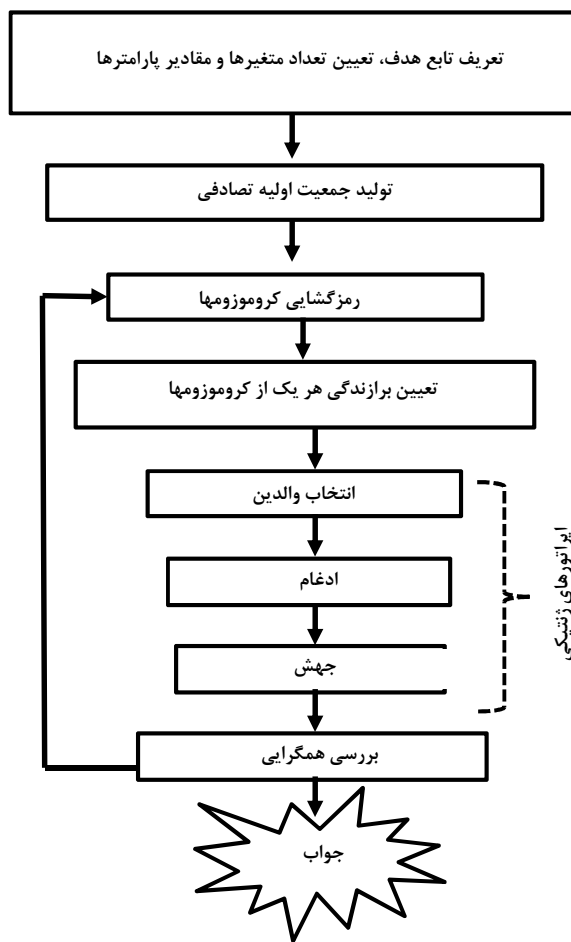 تعریف تابع هدف، تعیین تعداد متغیرها و مقادیر پارامترها
تولید جمعیت اولیه تصادفی
رمزگشایی کروموزومها
تعیین برازندگی هر یک از کروموزومها
انتخاب والدین
ادغام
جهش
اپراتورهای ژنتیکی
بررسی همگرایی
جواب